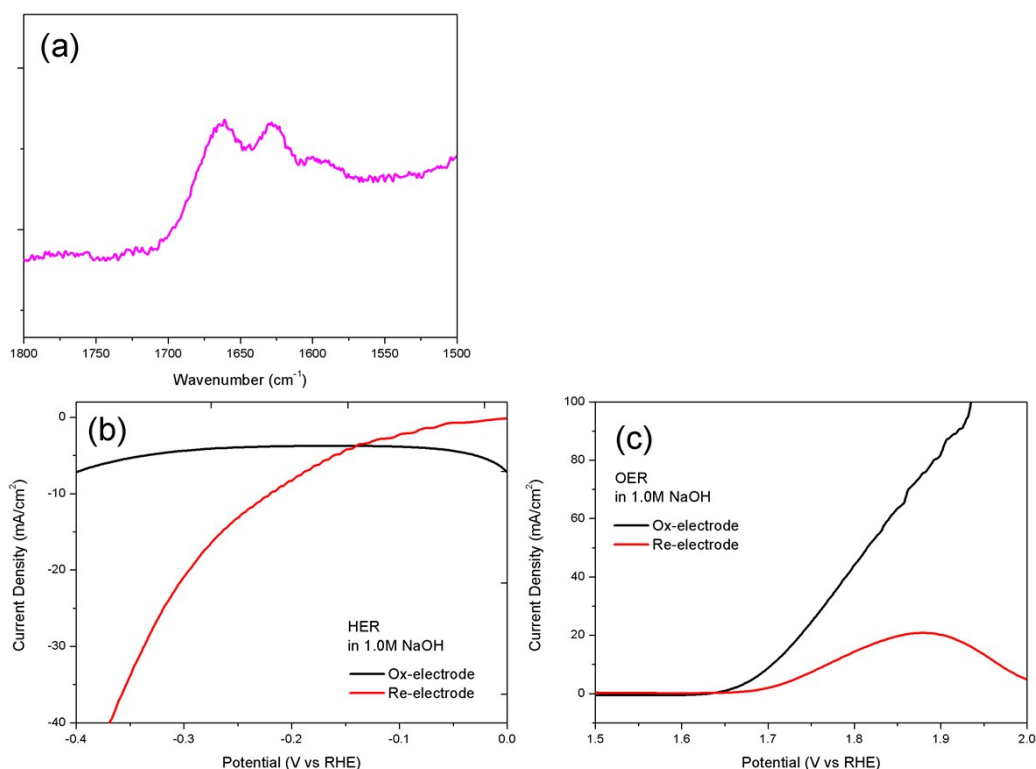 (a)
1800 1750 1700 1650 1600 1550 1500
Wavenumber (cm⁻¹)
(b)
0
-10
-20
-30
-40
Current Density (mA/cm²)
HER
in 1.0M NaOH
Ox-electrode
Re-electrode
-0.4 -0.3 -0.2 -0.1 0.0
Potential (V vs RHE)
(c)
100
80
60
40
20
0
Current Density (mA/cm²)
OER
in 1.0M NaOH
Ox-electrode
Re-electrode
1.5 1.6 1.7 1.8 1.9 2.0
Potential (V vs RHE)